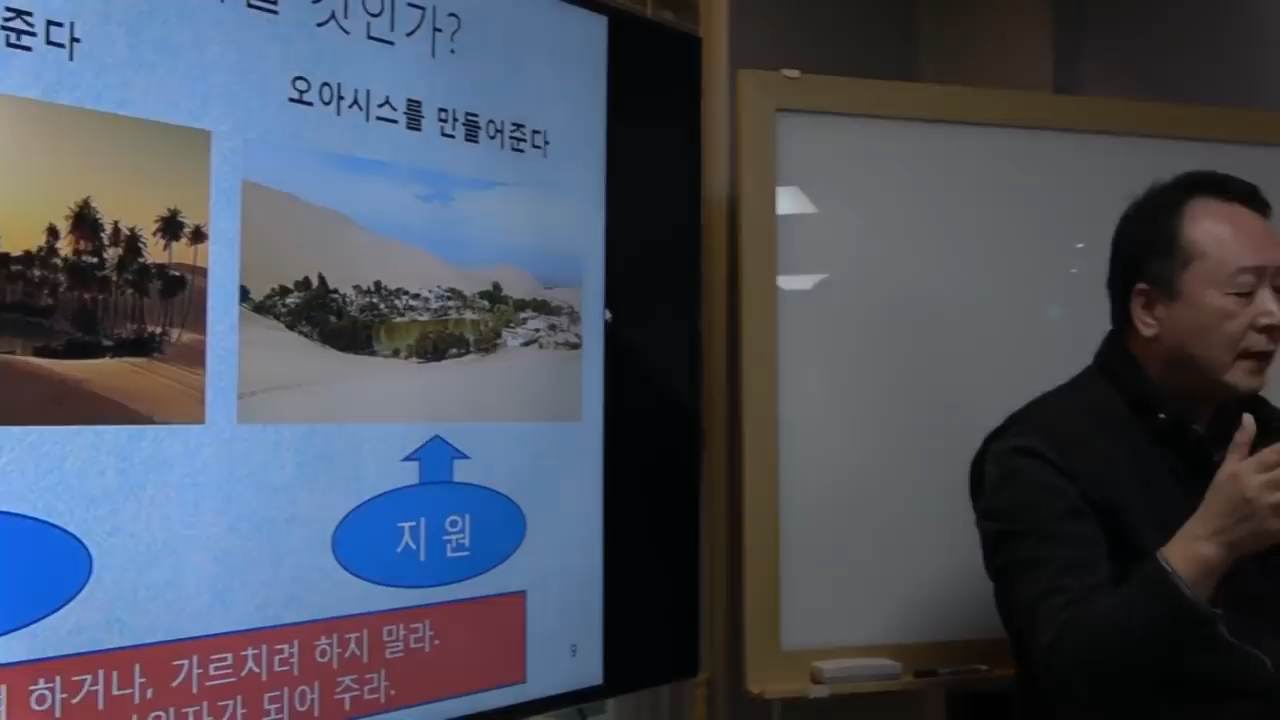 것인가?
준다
오아시스를 만들어준다
지 원
하거나, 가르치려 하지 말라.
되어 주라.
9